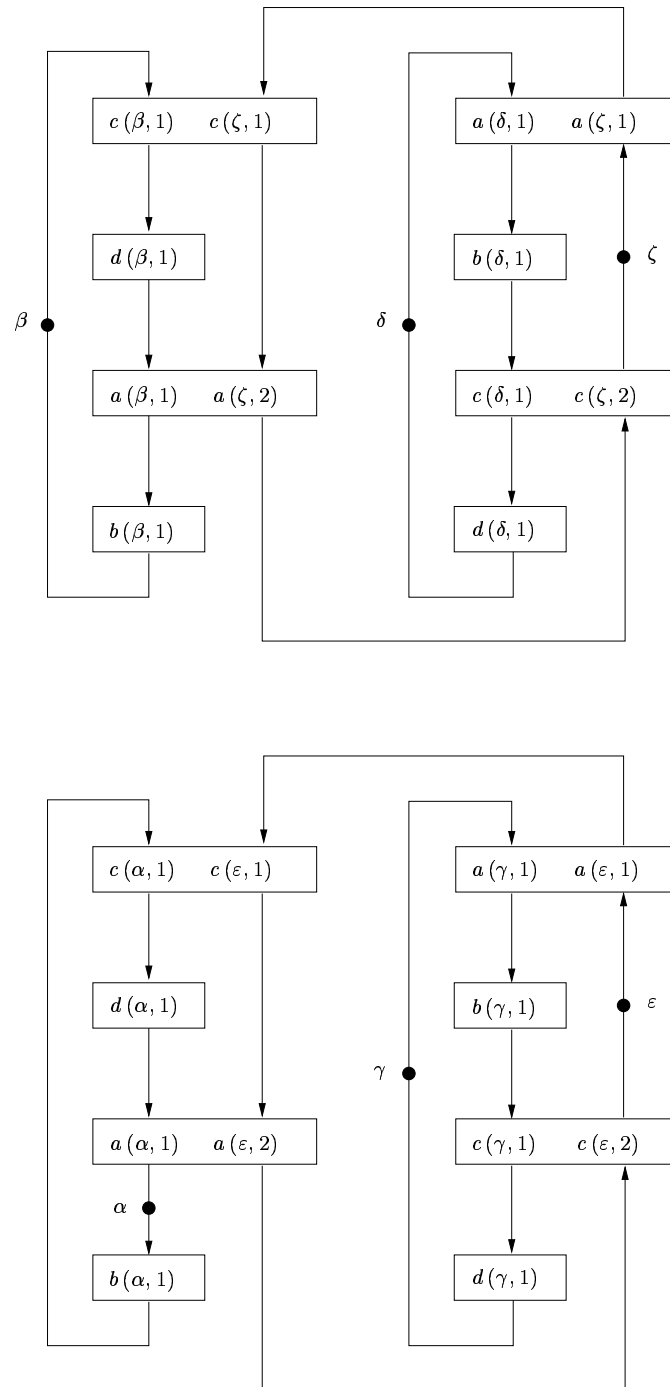 c (β, 1) c (ζ, 1) a (δ, 1) a (ζ, 1)
d (β, 1) b (δ, 1) ζ
β δ
a (β, 1) a (ζ, 2) c (δ, 1) c (ζ, 2)
b (β, 1) d (δ, 1)
c (α, 1) c (ε, 1) a (γ, 1) a (ε, 1)
d (α, 1) b (γ, 1) ε
γ
a (α, 1) a (ε, 2) c (γ, 1) c (ε, 2)
α
b (α, 1) d (γ, 1)